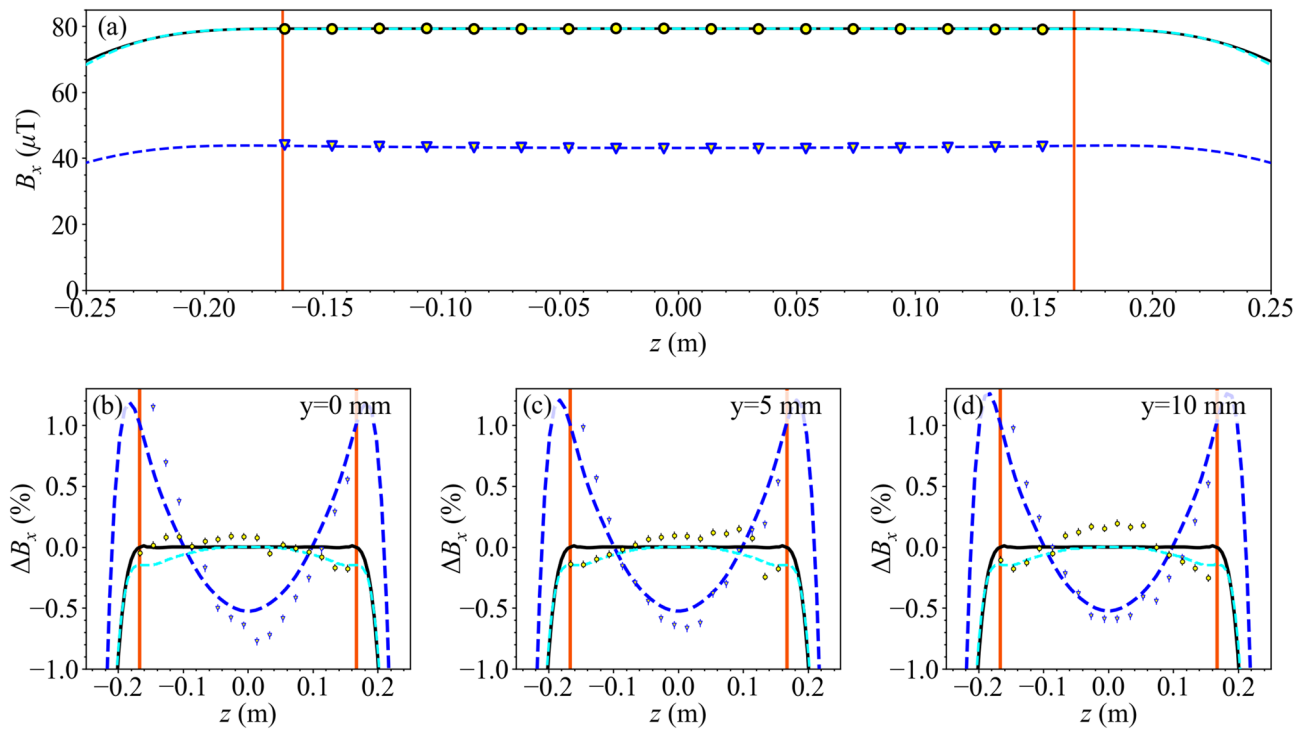 (a)
80
60
40
20
0
B_x (μT)
−0.25 −0.20 −0.15 −0.10 −0.05 0.00 0.05 0.10 0.15 0.20 0.25
z (m)
(b) y=0 mm
1.0
0.5
0.0
−0.5
−1.0
ΔB_x (%)
−0.2 −0.1 0.0 0.1 0.2
z (m)
(c) y=5 mm
1.0
0.5
0.0
−0.5
−1.0
ΔB_x (%)
−0.2 −0.1 0.0 0.1 0.2
z (m)
(d) y=10 mm
1.0
0.5
0.0
−0.5
−1.0
ΔB_x (%)
−0.2 −0.1 0.0 0.1 0.2
z (m)